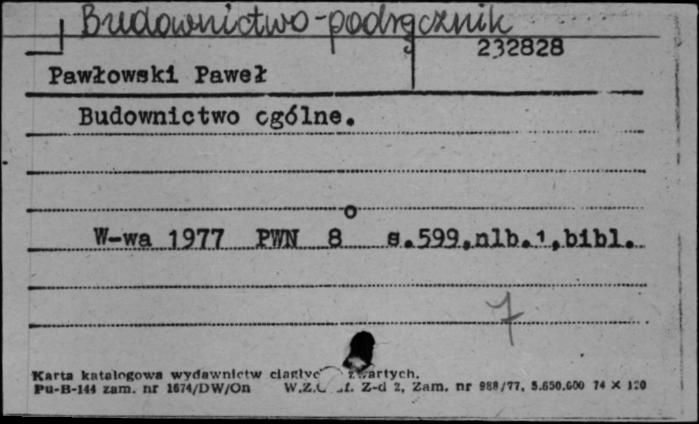 Budownictwo-podręcznik
232828
Pawłowski Paweł
Budownictwo ogólne.
W-wa 1977 PWN 8° s.599,nlb.1,bibl.
7
Karta katalogowa wydawnictw zwartych.
Pu-B-144 zam. nr 1674/DW/On W.Z. Z-d 2, Zam. nr 988/77, 5.650.000 74 X 120